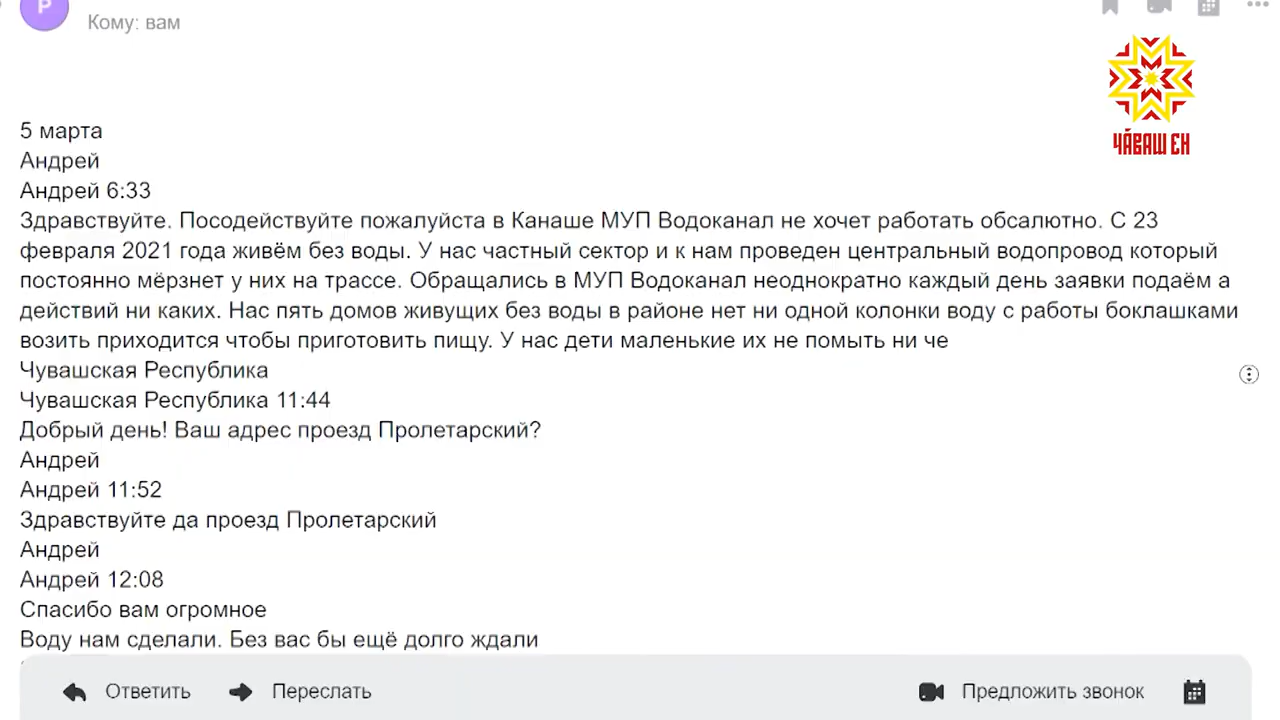 Р
Кому: вам
ЧӐВАШ ЕН
5 марта
Андрей
Андрей 6:33
Здравствуйте. Посодействуйте пожалуйста в Канаше МУП Водоканал не хочет работать обсалютно. С 23
февраля 2021 года живём без воды. У нас частный сектор и к нам проведен центральный водопровод который
постоянно мёрзнет у них на трассе. Обращались в МУП Водоканал неоднократно каждый день заявки подаём а
действий ни каких. Нас пять домов живущих без воды в районе нет ни одной колонки воду с работы боклашками
возить приходится чтобы приготовить пищу. У нас дети маленькие их не помыть ни че
Чувашская Республика
Чувашская Республика 11:44
Добрый день! Ваш адрес проезд Пролетарский?
Андрей
Андрей 11:52
Здравствуйте да проезд Пролетарский
Андрей
Андрей 12:08
Спасибо вам огромное
Воду нам сделали. Без вас бы ещё долго ждали
Ответить Переслать Предложить звонок